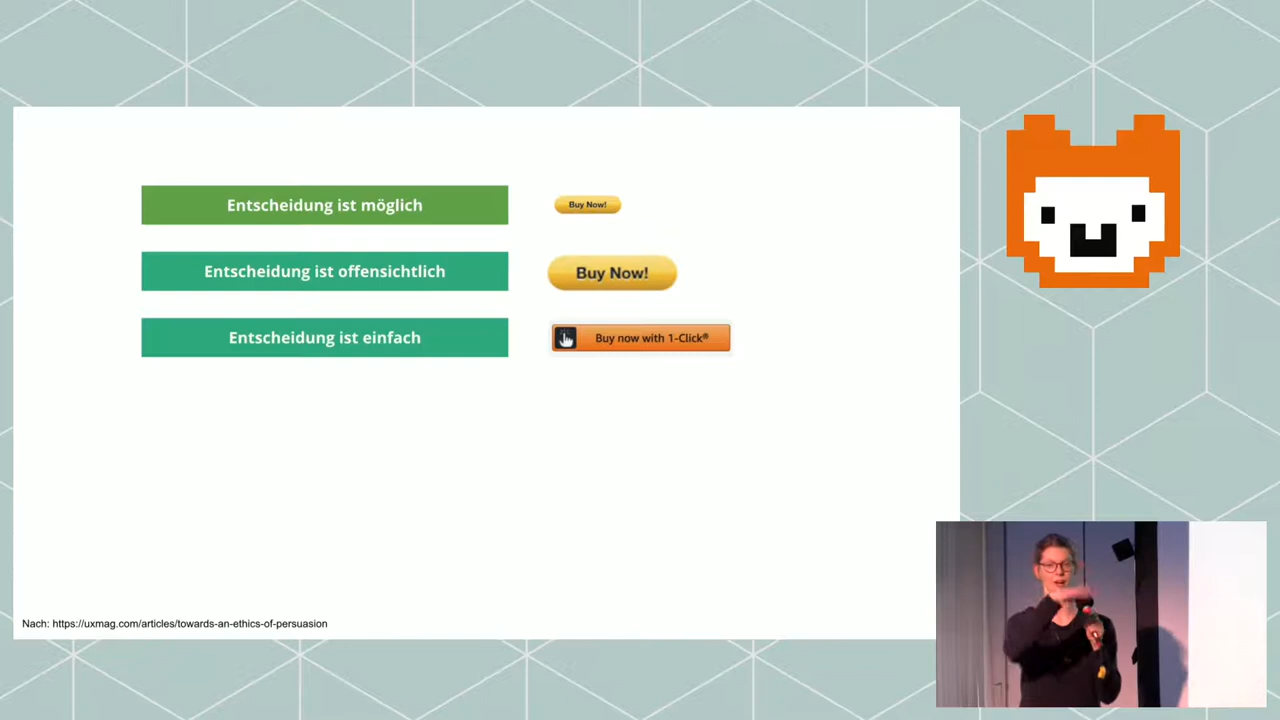 Entscheidung ist möglich
Buy Now!
Entscheidung ist offensichtlich
Buy Now!
Entscheidung ist einfach
Buy now with 1-Click®
Nach: https://uxmag.com/articles/towards-an-ethics-of-persuasion